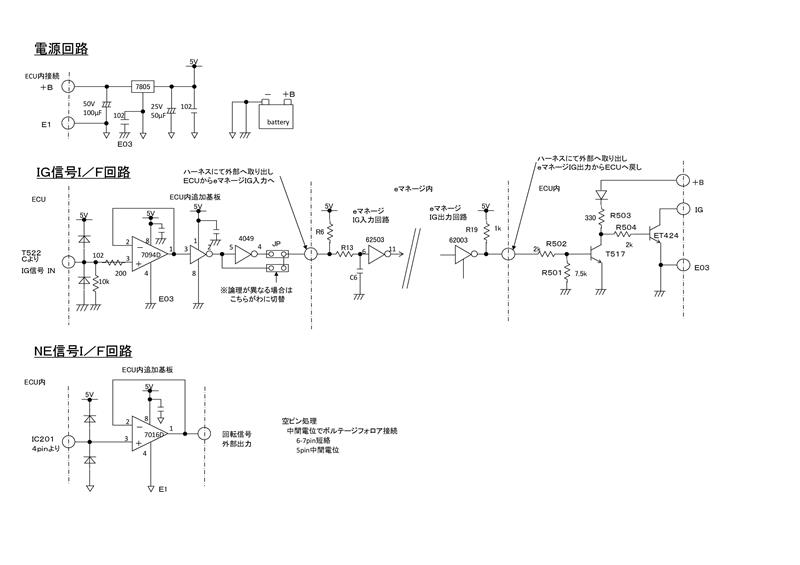 電源回路
ECU内接続
+B
E1
50V
100μF
102
E03
7805
25V
50μF
102
5V
− +B
battery
IG信号I/F回路
ECU
T522
Cより
IG信号 IN
5V
102
200
10k
5V
2
3
8
7094D
1
4
E03
ECU内追加基板
5V
1
3
2
8
4049
5
4
JP
※論理が異なる場合は
こちらがわに切替
ハーネスにて外部へ取り出し
ECUからeマネージIG入力へ
5V
R6
R13
C6
eマネージ
IG入力回路
62503
6
11
eマネージ内
eマネージ
IG出力回路
62003
5V
R19
1k
ハーネスにて外部へ取り出し
eマネージIG出力からECUへ戻し
ECU内
2k
R502
R501
7.5k
T517
330
R503
R504
2k
ET424
+B
IG
E03
NE信号I/F回路
ECU内
IC201
4pinより
5V
ECU内追加基板
5V
2
3
8
7016D
1
4
E1
回転信号
外部出力
空ピン処理
中間電位でボルテージフォロア接続
6-7pin短絡
5pin中間電位